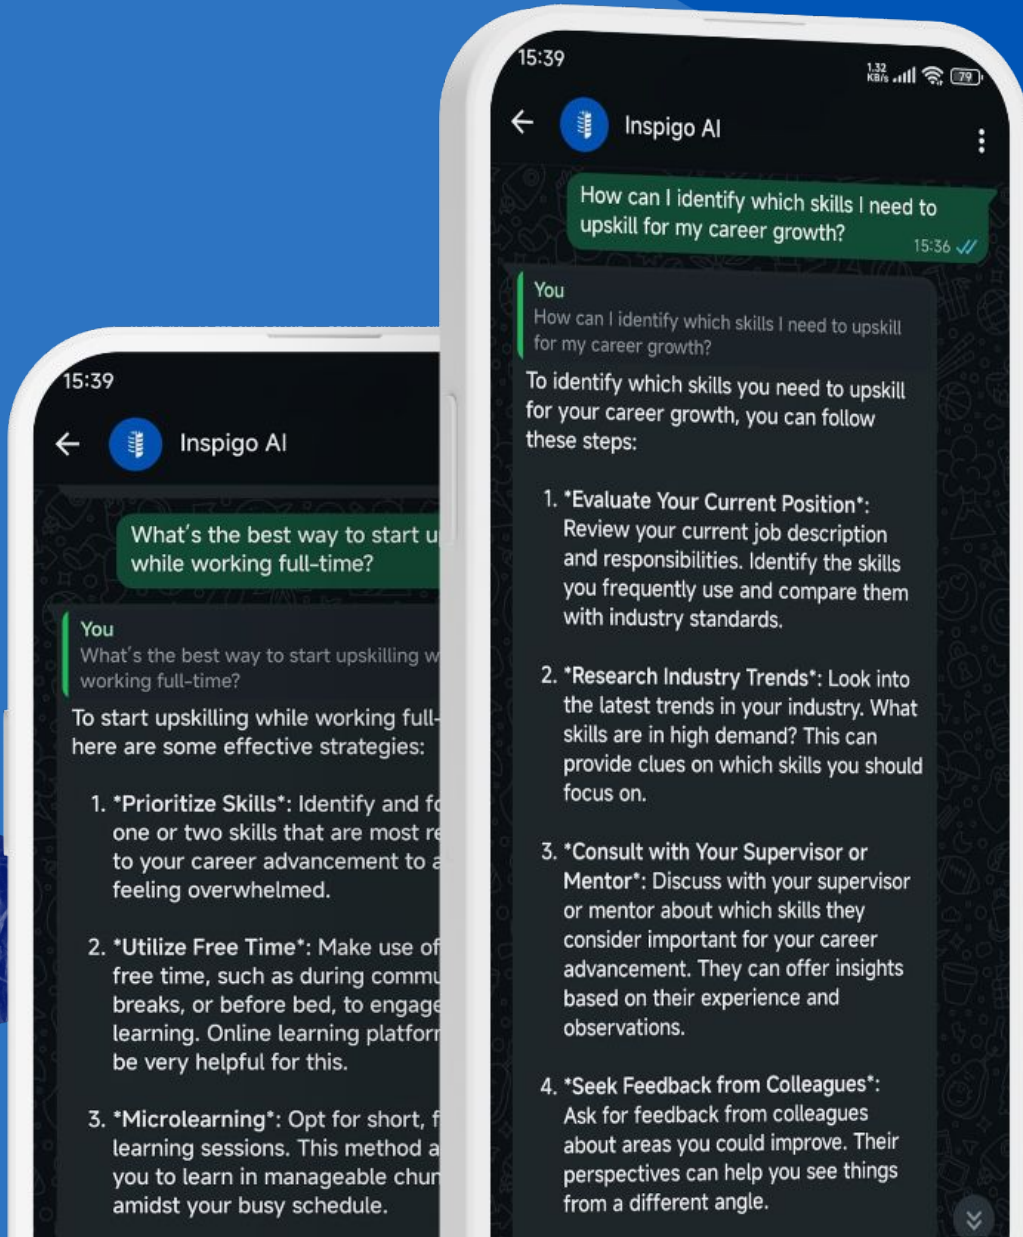 15:39
1.32
KB/s
79
Inspigo AI
How can I identify which skills I need to
upskill for my career growth?
15:36
You
How can I identify which skills I need to upskill
for my career growth?
To identify which skills you need to upskill
for your career growth, you can follow
these steps:
1. *Evaluate Your Current Position*:
Review your current job description
and responsibilities. Identify the skills
you frequently use and compare them
with industry standards.
2. *Research Industry Trends*: Look into
the latest trends in your industry. What
skills are in high demand? This can
provide clues on which skills you should
focus on.
3. *Consult with Your Supervisor or
Mentor*: Discuss with your supervisor
or mentor about which skills they
consider important for your career
advancement. They can offer insights
based on their experience and
observations.
4. *Seek Feedback from Colleagues*:
Ask for feedback from colleagues
about areas you could improve. Their
perspectives can help you see things
from a different angle.
15:39
Inspigo AI
What's the best way to start
while working full-time?
You
What's the best way to start upskilling
working full-time?
To start upskilling while working full-
here are some effective strategies:
1. *Prioritize Skills*: Identify and
one or two skills that are most
to your career advancement to
feeling overwhelmed.
2. *Utilize Free Time*: Make use of
free time, such as during
breaks, or before bed, to engage
learning. Online learning
be very helpful for this.
3. *Microlearning*: Opt for short,
learning sessions. This method
you to learn in manageable
amidst your busy schedule.